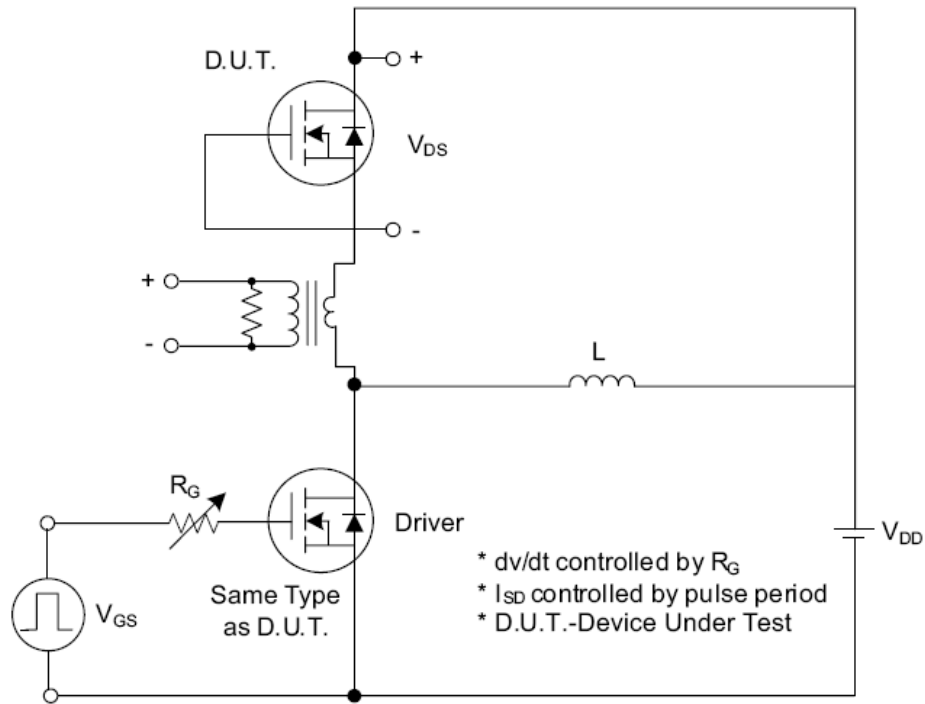 D.U.T.
+
VDS
-
+
-
L
RG
Driver
VDD
VGS
Same Type
as D.U.T.
* dv/dt controlled by RG
* ISD controlled by pulse period
* D.U.T.-Device Under Test